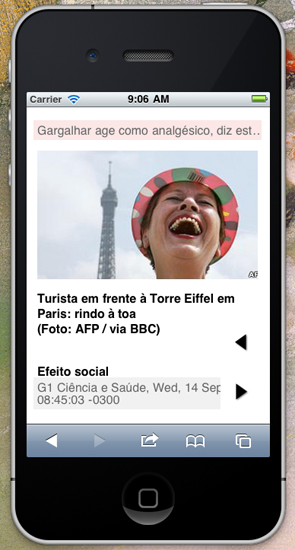 Carrier 9:06 AM
Gargalhar age como analgésico, diz est…
AF
Turista em frente à Torre Eiffel em
Paris: rindo à toa
(Foto: AFP / via BBC)
Efeito social
G1 Ciência e Saúde, Wed, 14 Sep
08:45:03 -0300